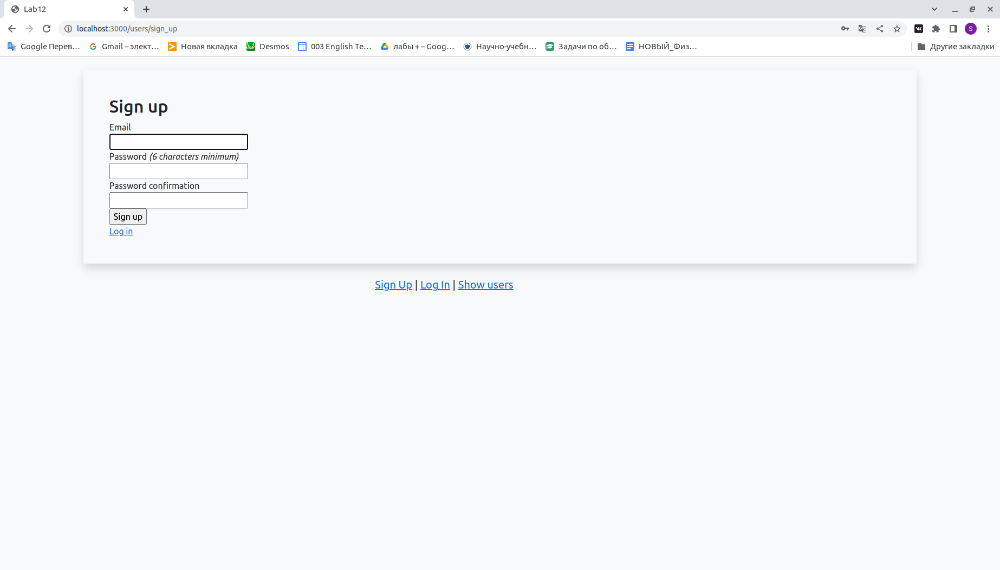 Lab12
localhost:3000/users/sign_up
S
Google Перев… Gmail – элект… Новая вкладка Desmos 003 English Te… лабы + – Goog… Научно-учебн… Задачи по об… НОВЫЙ_Физ… Другие закладки
Sign up
Email
Password (6 characters minimum)
Password confirmation
Sign up
Log in
Sign Up | Log In | Show users